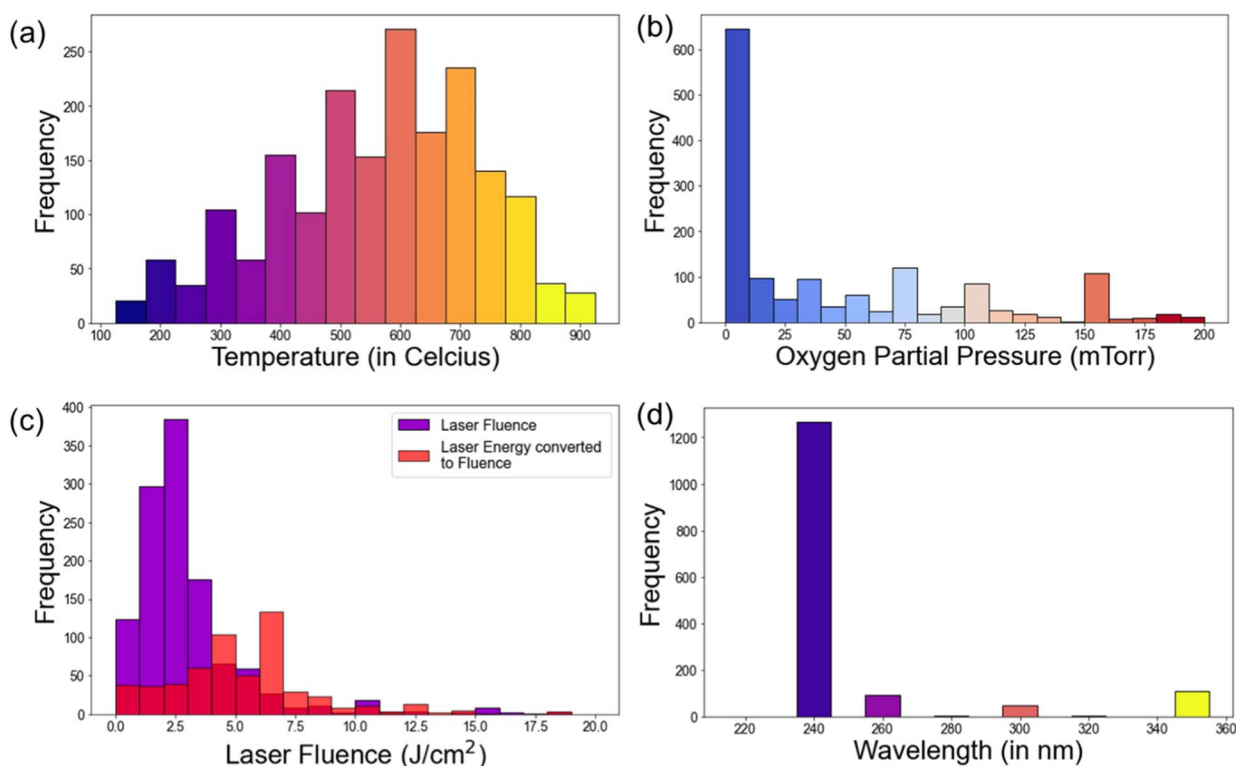 (a)
Frequency
250
200
150
100
50
0
100 200 300 400 500 600 700 800 900
Temperature (in Celcius)
(b)
Frequency
600
500
400
300
200
100
0
0 25 50 75 100 125 150 175 200
Oxygen Partial Pressure (mTorr)
(c)
Frequency
400
350
300
250
200
150
100
50
0
Laser Fluence
Laser Energy converted
to Fluence
0.0 2.5 5.0 7.5 10.0 12.5 15.0 17.5 20.0
Laser Fluence (J/cm²)
(d)
Frequency
1200
1000
800
600
400
200
0
220 240 260 280 300 320 340 360
Wavelength (in nm)